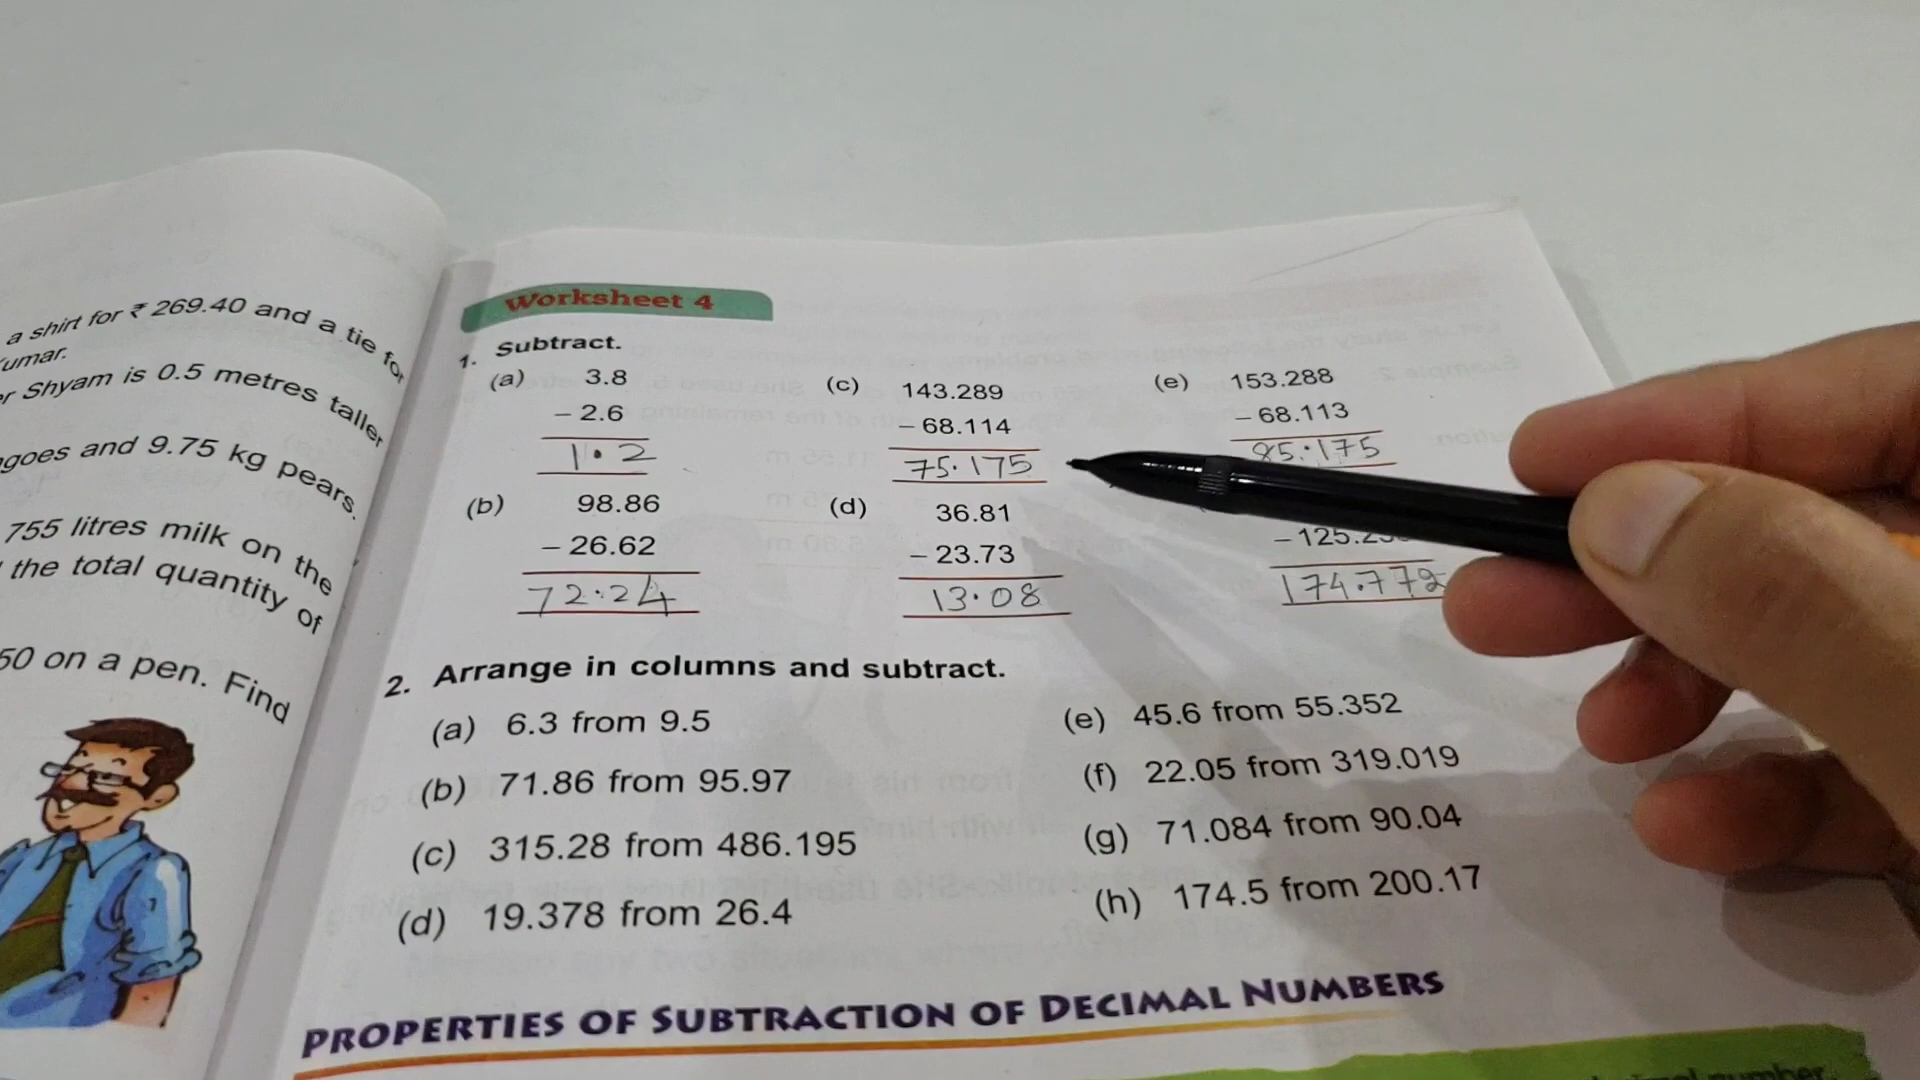 a shirt for ₹ 269.40 and a tie for
umar.
Shyam is 0.5 metres taller
goes and 9.75 kg pears.
755 litres milk on the
the total quantity of
50 on a pen. Find
Worksheet 4
1. Subtract.
(a) 3.8
– 2.6
1.2
(b) 98.86
– 26.62
72.24
(c) 143.289
– 68.114
75.175
(d) 36.81
– 23.73
13.08
(e) 153.288
– 68.113
85.175
174.772
2. Arrange in columns and subtract.
(a) 6.3 from 9.5
(b) 71.86 from 95.97
(c) 315.28 from 486.195
(d) 19.378 from 26.4
(e) 45.6 from 55.352
(f) 22.05 from 319.019
(g) 71.084 from 90.04
(h) 174.5 from 200.17
PROPERTIES OF SUBTRACTION OF DECIMAL NUMBERS